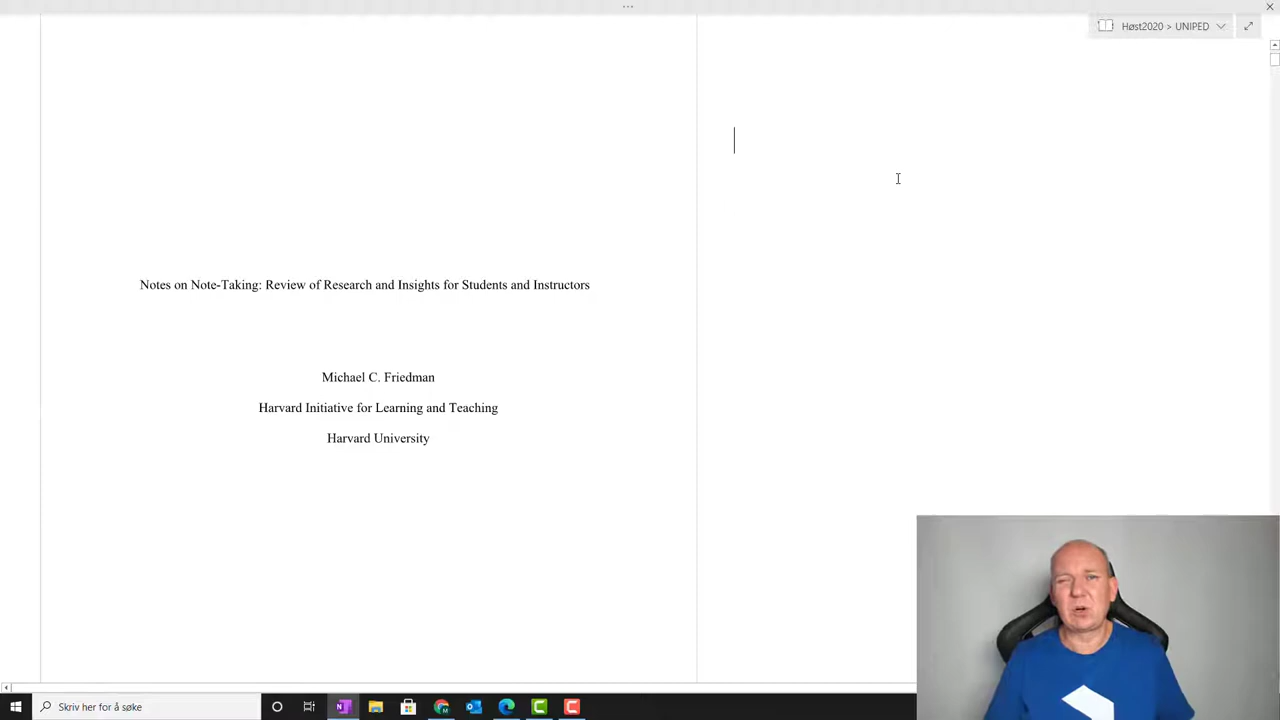 Høst2020 > UNIPED
Notes on Note-Taking: Review of Research and Insights for Students and Instructors
Michael C. Friedman
Harvard Initiative for Learning and Teaching
Harvard University
Skriv her for å søke